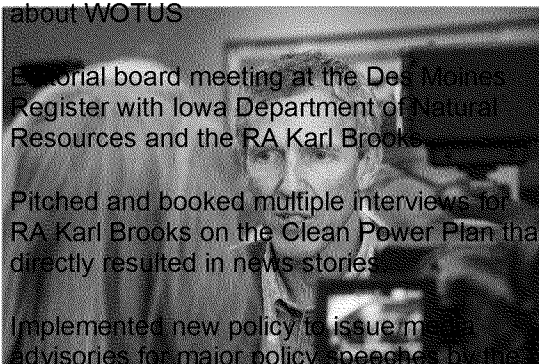 about WOTUS
Editorial board meeting at the Des Moines
Register with Iowa Department of Natural
Resources and the RA Karl Brooks.
Pitched and booked multiple interviews for
RA Karl Brooks on the Clean Power Plan tha
directly resulted in news stories.
Implemented new policy to issue media
advisories for major policy speeches by the